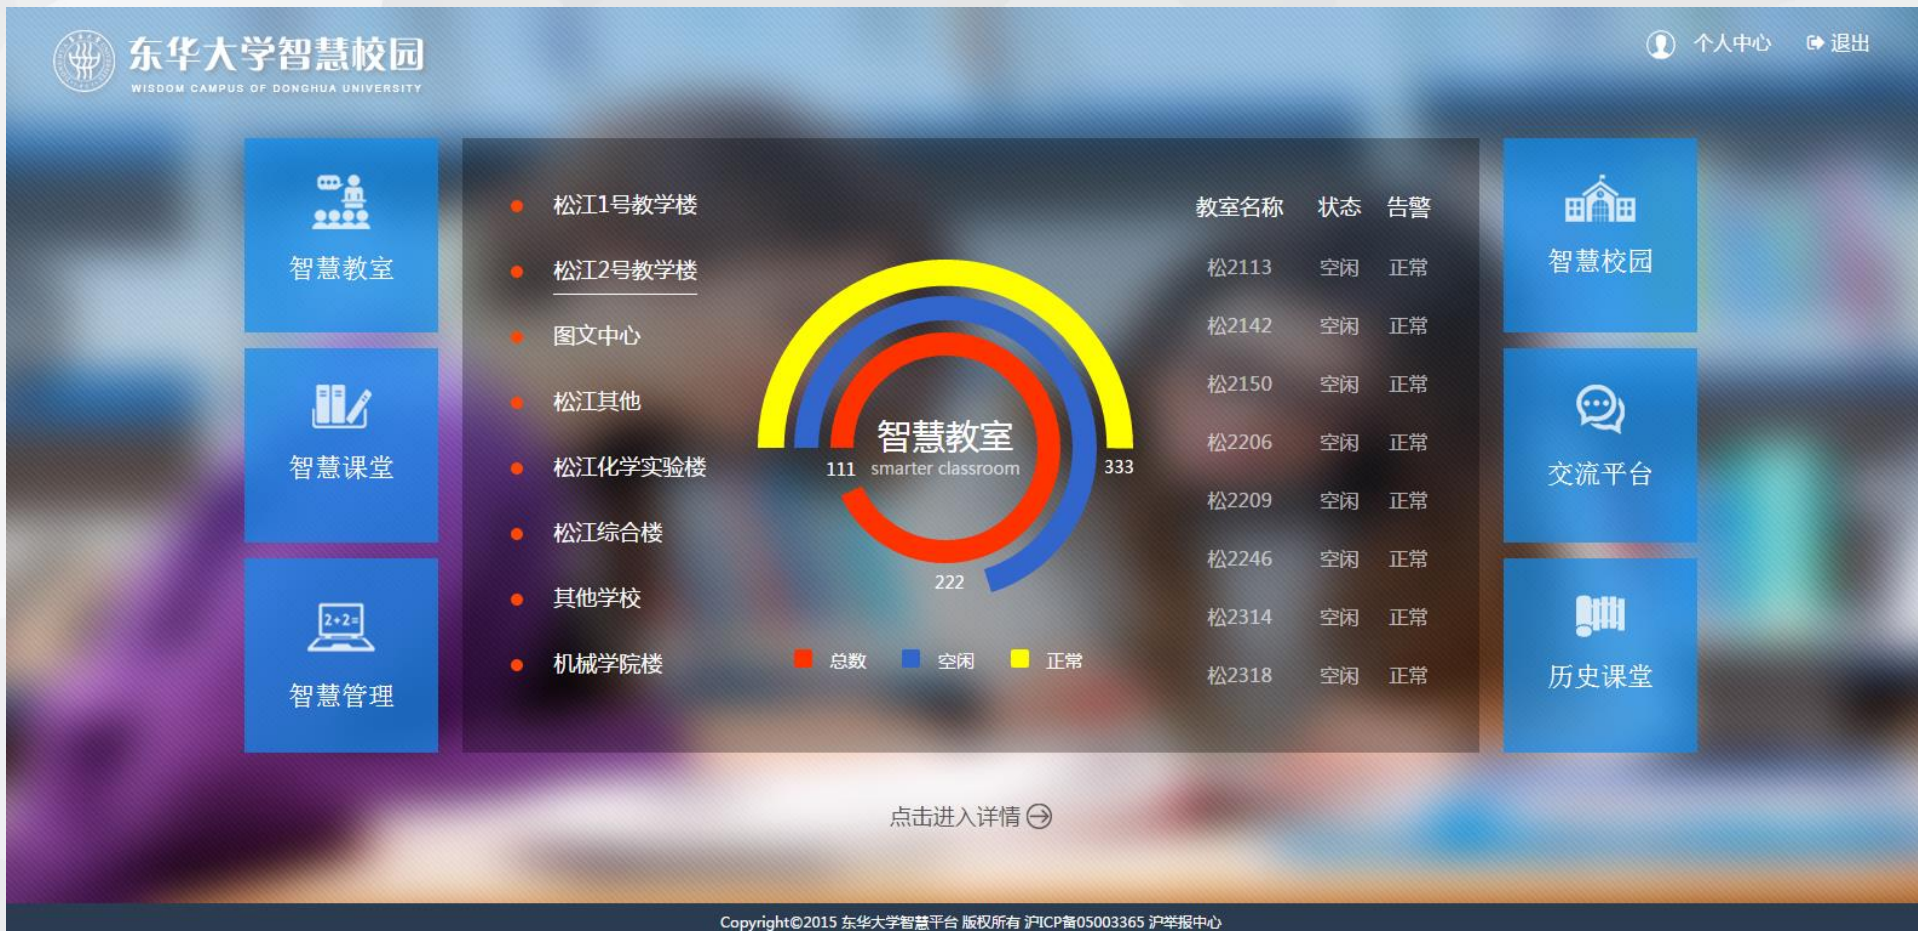 东华大学智慧校园
WISDOM CAMPUS OF DONGHUA UNIVERSITY
个人中心 退出
智慧教室
智慧课堂
2+2=
智慧管理
松江1号教学楼
松江2号教学楼
图文中心
松江其他
松江化学实验楼
松江综合楼
其他学校
机械学院楼
智慧教室
smarter classroom
111
333
222
总数 空闲 正常
教室名称 状态 告警
松2113 空闲 正常
松2142 空闲 正常
松2150 空闲 正常
松2206 空闲 正常
松2209 空闲 正常
松2246 空闲 正常
松2314 空闲 正常
松2318 空闲 正常
智慧校园
交流平台
历史课堂
点击进入详情
Copyright©2015 东华大学智慧平台 版权所有 沪ICP备05003365 沪举报中心